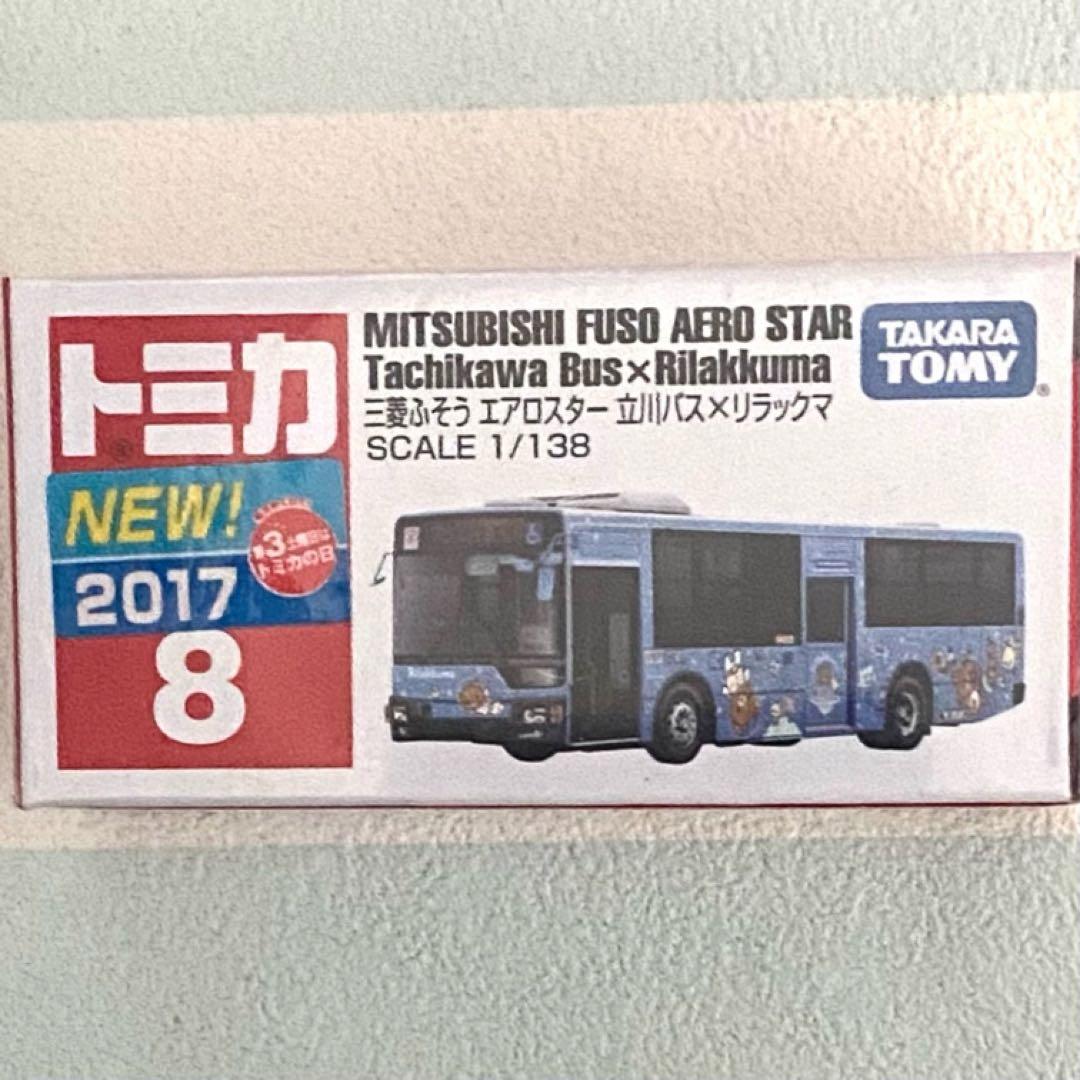 トミカ
NEW!
2017
第3土曜日は
トミカの日
8
MITSUBISHI FUSO AERO STAR
Tachikawa Bus×Rilakkuma
三菱ふそう エアロスター 立川バス×リラックマ
SCALE 1/138
TAKARA
TOMY
®
Rilakkuma